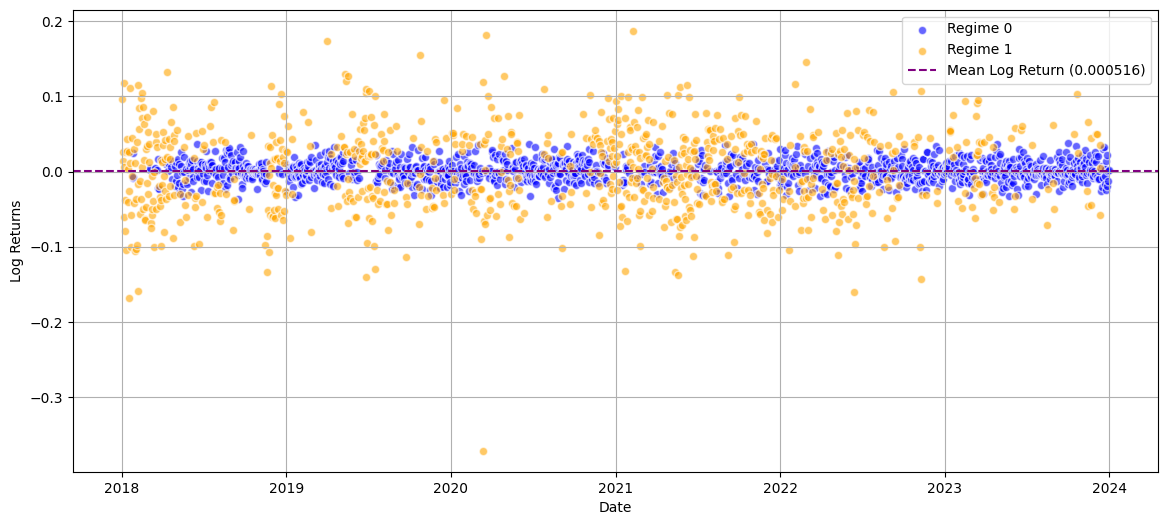 Regime 0
Regime 1
Mean Log Return (0.000516)
Log Returns
0.2
0.1
0.0
−0.1
−0.2
−0.3
2018
2019
2020
2021
2022
2023
2024
Date